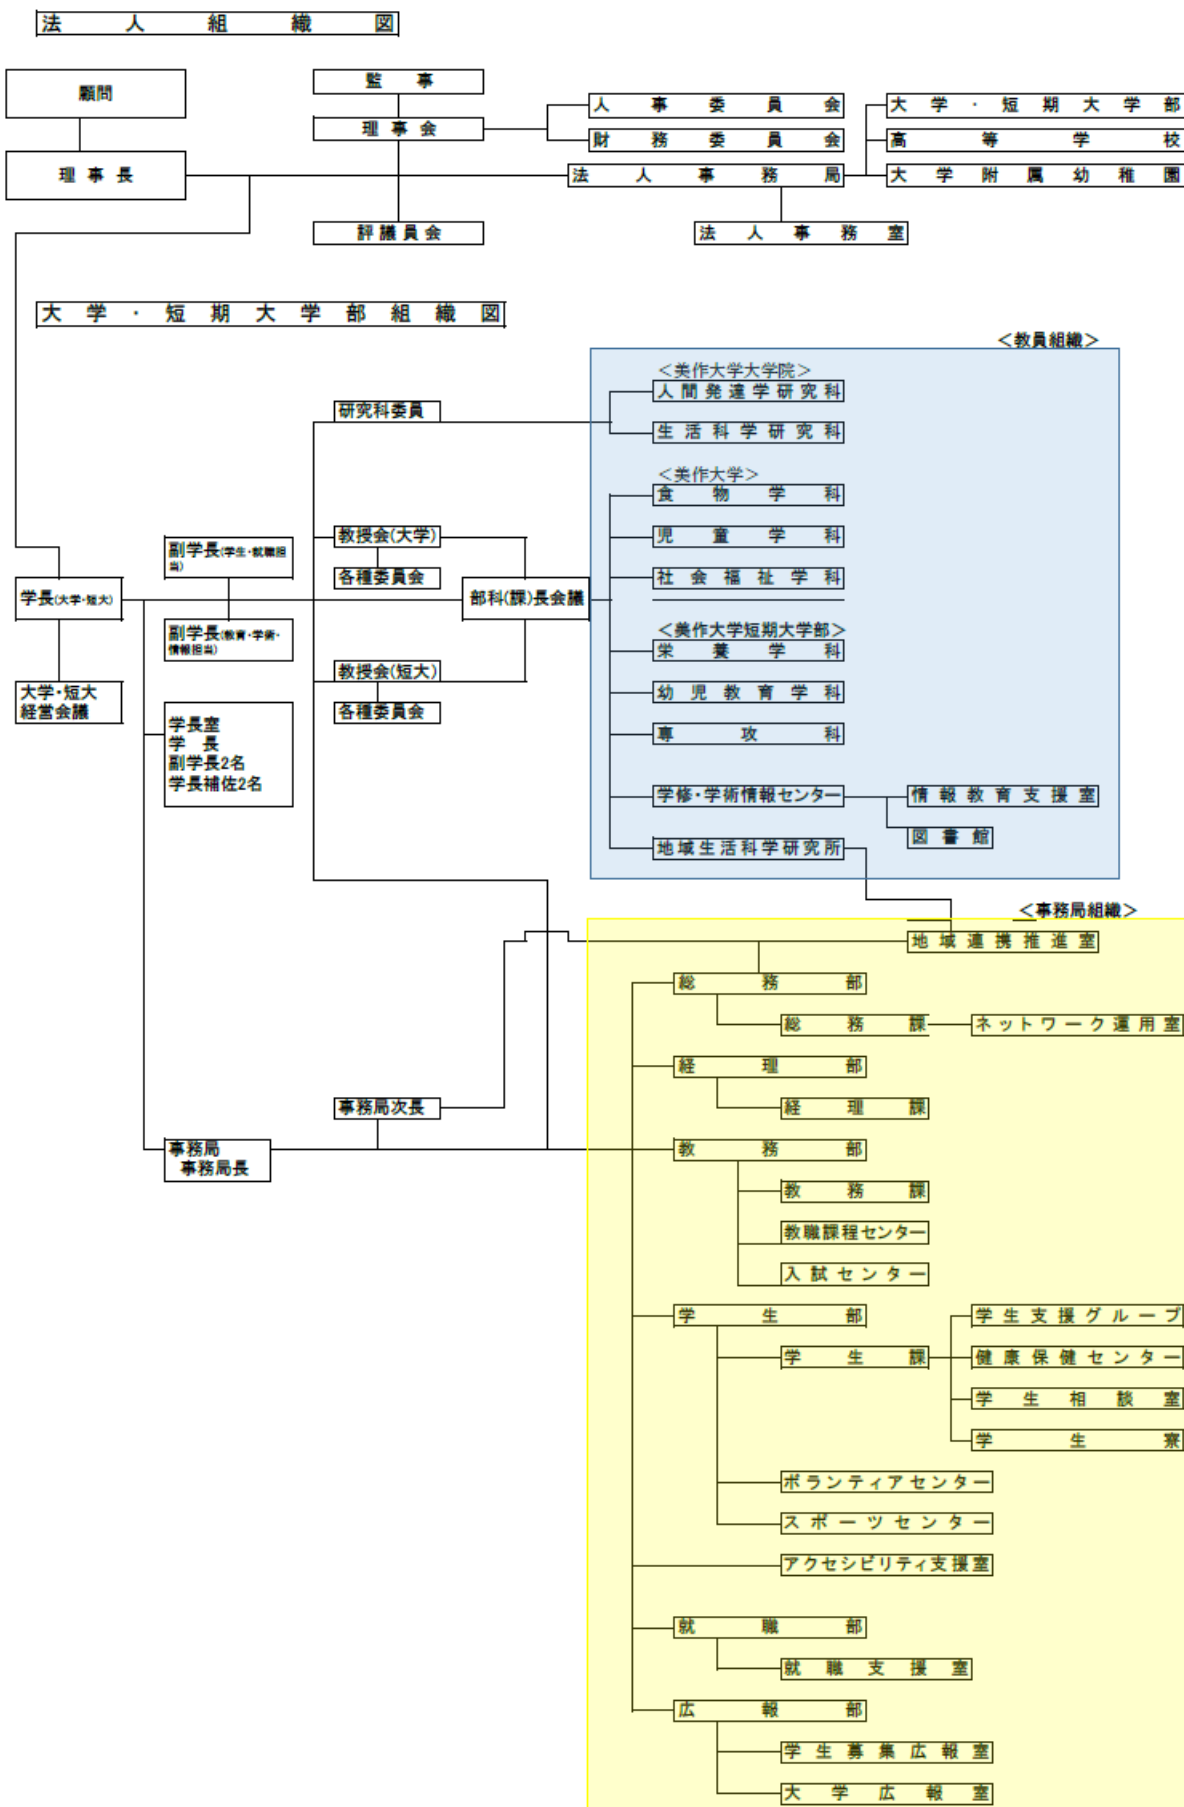 法人組織図
顧問
監事
理事会
人事委員会
大学・短期大学部
財務委員会
高等学校
理事長
法人事務局
大学附属幼稚園
評議員会
法人事務室
大学・短期大学部組織図
＜教員組織＞
＜美作大学大学院＞
人間発達学研究科
研究科委員
生活科学研究科
＜美作大学＞
食物学科
教授会(大学)
児童学科
副学長(学生・就職担
当)
各種委員会
社会福祉学科
学長(大学・短大)
部科(課)長会議
副学長(教育・学術・
情報担当)
＜美作大学短期大学部＞
栄養学科
教授会(短大)
大学・短大
経営会議
各種委員会
幼児教育学科
学長室
学　長
副学長2名
学長補佐2名
専攻科
学修・学術情報センター
情報教育支援室
図書館
地域生活科学研究所
＜事務局組織＞
地域連携推進室
総務部
総務課
ネットワーク運用室
経理部
事務局次長
経理課
事務局
事務局長
教務部
教務課
教職課程センター
入試センター
学生部
学生支援グループ
学生課
健康保健センター
学生相談室
学生寮
ボランティアセンター
スポーツセンター
アクセシビリティ支援室
就職部
就職支援室
広報部
学生募集広報室
大学広報室